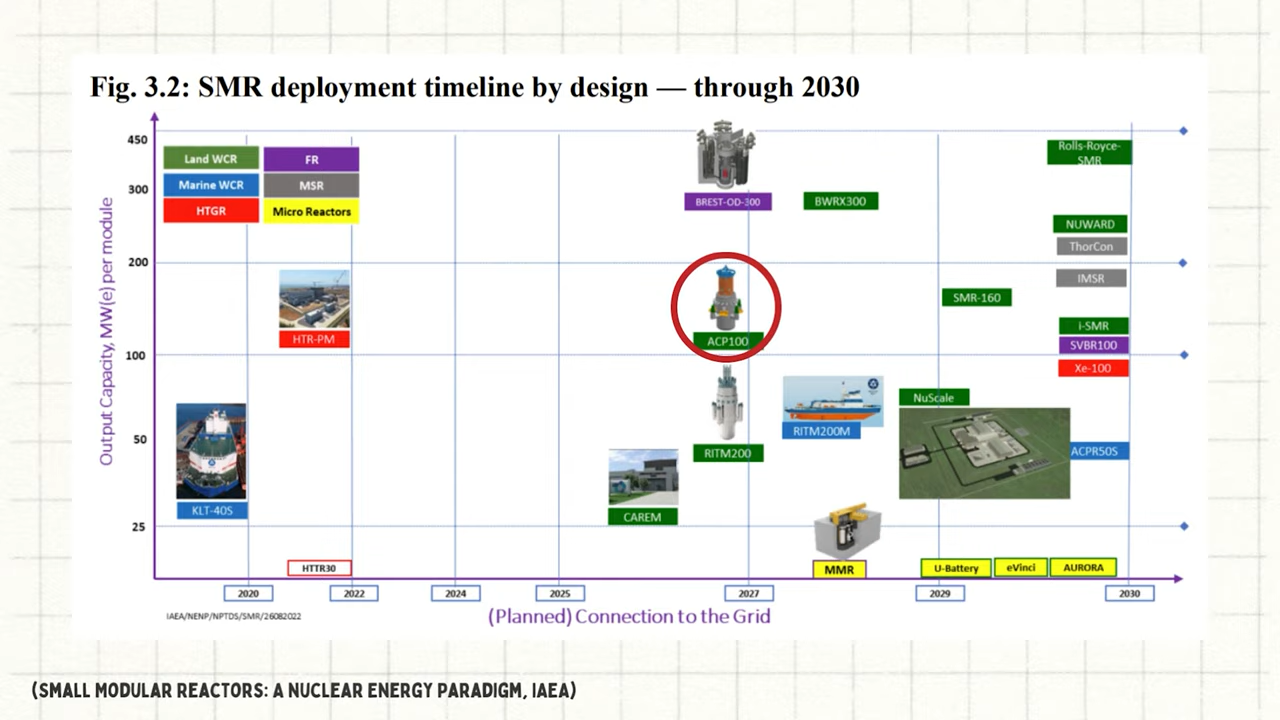 Fig. 3.2: SMR deployment timeline by design — through 2030
Output Capacity, MW(e) per module
450
300
200
100
50
25
Land WCR
FR
Marine WCR
MSR
HTGR
Micro Reactors
BREST-OD-300
BWRX300
Rolls-Royce-
SMR
NUWARD
ThorCon
IMSR
SMR-160
HTR-PM
ACP100
i-SMR
SVBR100
Xe-100
NuScale
RITM200M
RITM200
ACPR50S
KLT-40S
CAREM
HTTR30
MMR
U-Battery
eVinci
AURORA
2020
2022
2024
2025
2027
2029
2030
IAEA/NENP/NPTDS/SMR/26082022
(Planned) Connection to the Grid
(SMALL MODULAR REACTORS: A NUCLEAR ENERGY PARADIGM, IAEA)